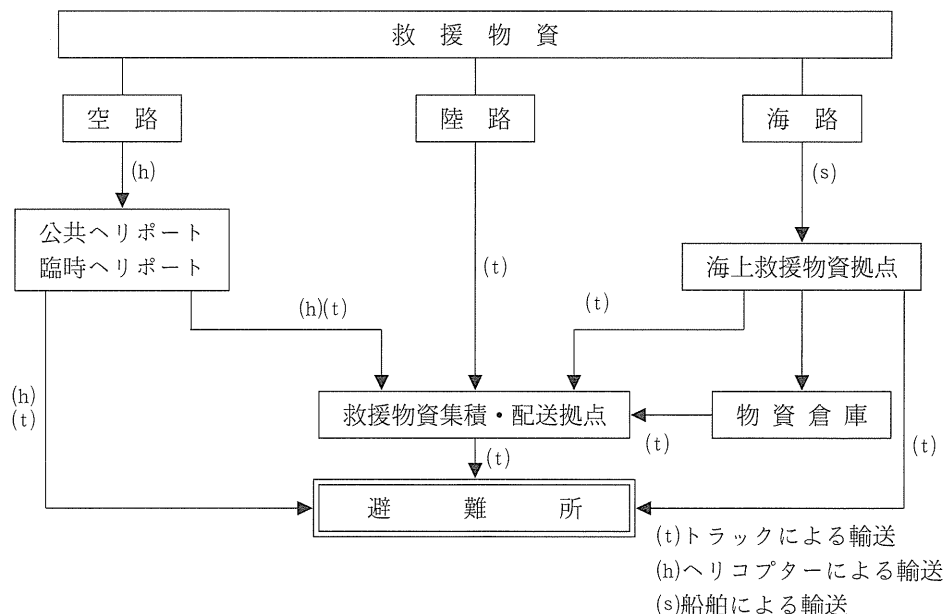 救援物資
空路
陸路
海路
(h)
(s)
公共ヘリポート
臨時ヘリポート
(t)
海上救援物資拠点
(h)(t)
(t)
(h)
(t)
救援物資集積・配送拠点
物資倉庫
(t)
(t)
(t)
避難所
(t)トラックによる輸送
(h)ヘリコプターによる輸送
(s)船舶による輸送